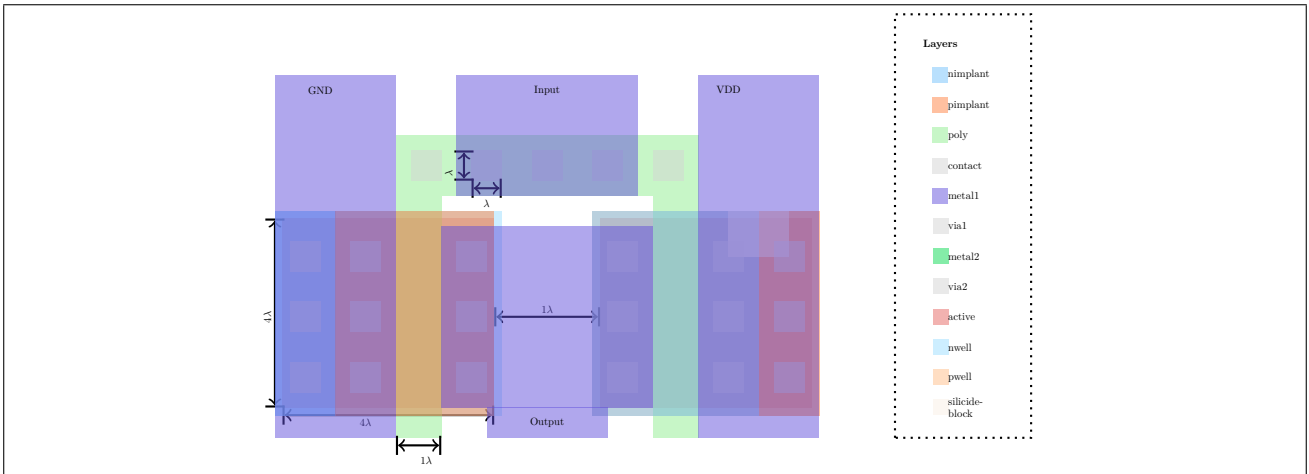 Layers
GND
Input
VDD
nimplant
pimplant
poly
contact
λ
metal1
λ
via1
metal2
via2
4λ
1λ
active
nwell
pwell
silicide-
block
4λ
Output
1λ